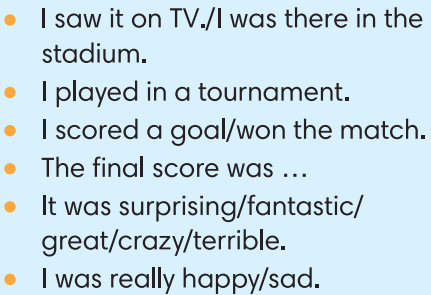 • I saw it on TV./I was there in the
stadium.
• I played in a tournament.
• I scored a goal/won the match.
• The final score was …
• It was surprising/fantastic/
great/crazy/terrible.
• I was really happy/sad.